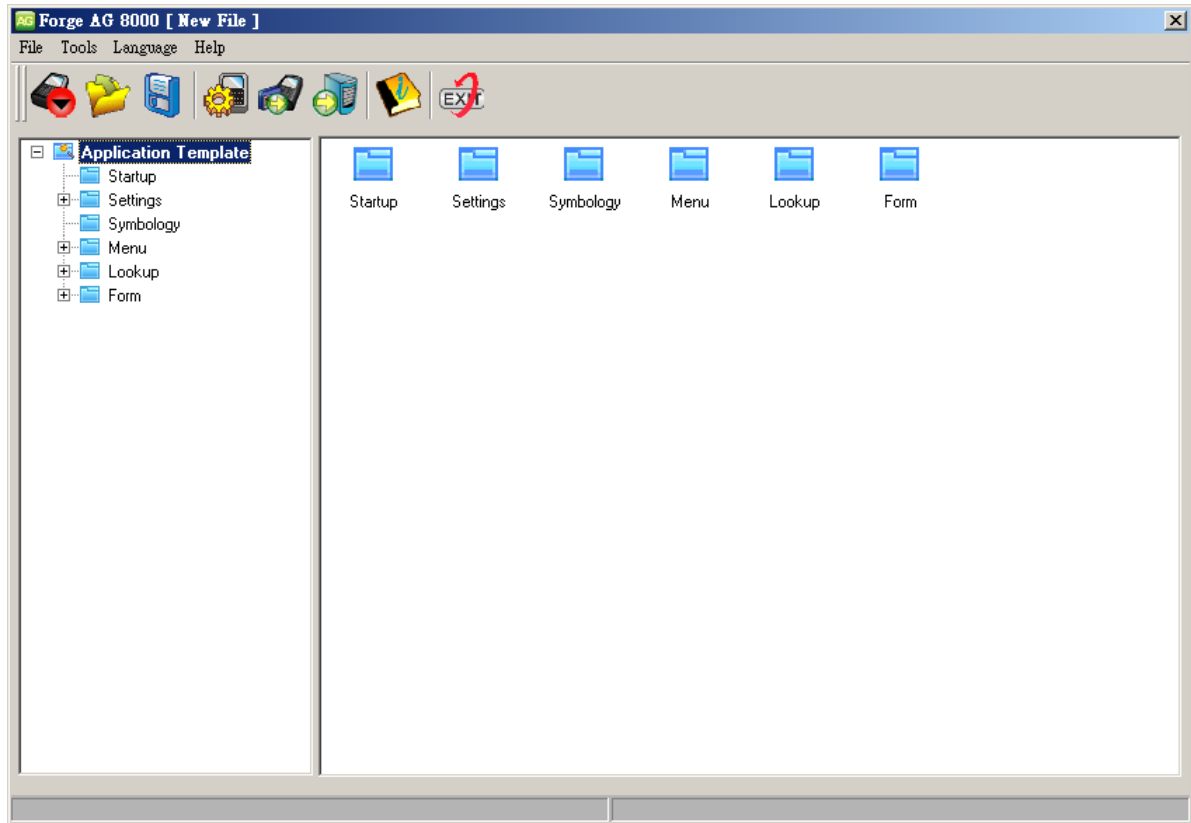 AG Forge AG 8000 [ New File ]
File Tools Language Help
EXIT
Application Template
Startup
Settings
Symbology
Menu
Lookup
Form
Startup Settings Symbology Menu Lookup Form